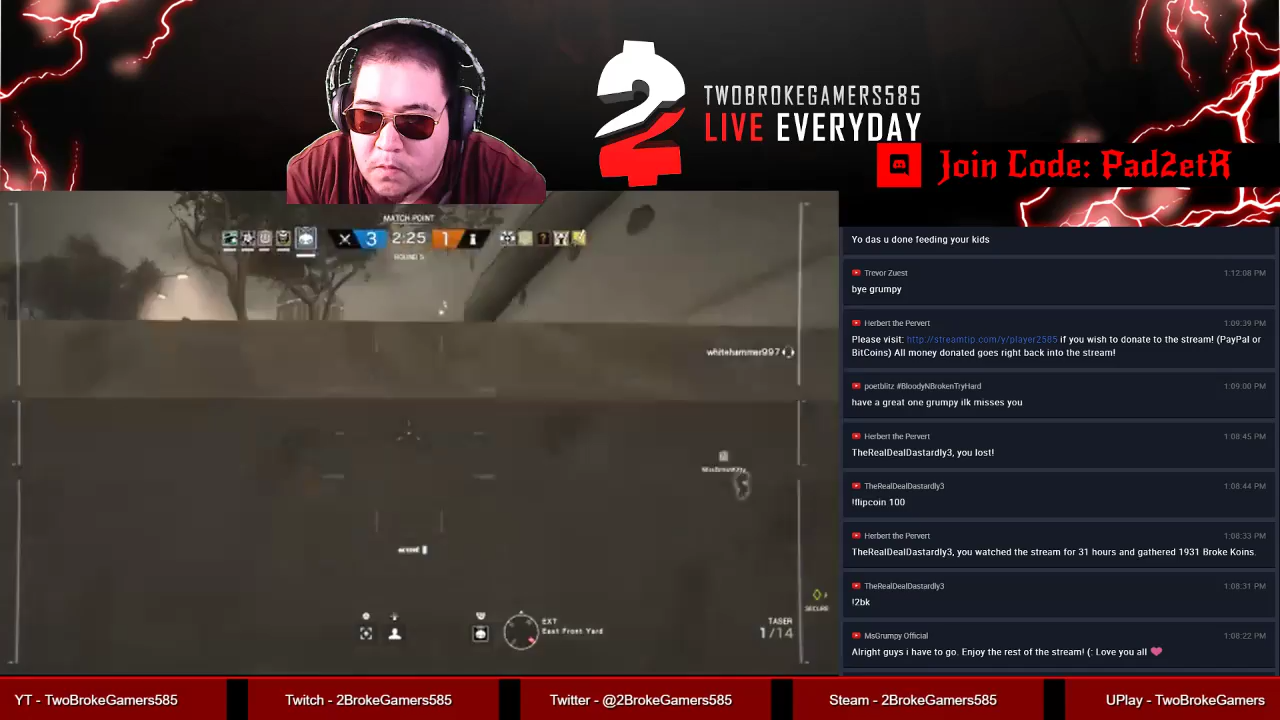 2
TWOBROKEGAMERS585
LIVE EVERYDAY
Join Code: Pad2etR
MATCH POINT
3 2:25 1
ROUND 5
whitehammer997
EXT
East Front Yard
SECURE
TASER
1/14
Yo das u done feeding your kids
Trevor Zuest 1:12:08 PM
bye grumpy
Herbert the Pervert 1:09:39 PM
Please visit: http://streamtip.com/y/player2585 if you wish to donate to the stream! (PayPal or
BitCoins) All money donated goes right back into the stream!
poetblitz #BloodyNBrokenTryHard 1:09:00 PM
have a great one grumpy ilk misses you
Herbert the Pervert 1:08:45 PM
TheRealDealDastardly3, you lost!
TheRealDealDastardly3 1:08:44 PM
!flipcoin 100
Herbert the Pervert 1:08:33 PM
TheRealDealDastardly3, you watched the stream for 31 hours and gathered 1931 Broke Koins.
TheRealDealDastardly3 1:08:31 PM
!2bk
MsGrumpy Official 1:08:22 PM
Alright guys i have to go. Enjoy the rest of the stream! (: Love you all
YT - TwoBrokeGamers585
Twitch - 2BrokeGamers585
Twitter - @2BrokeGamers585
Steam - 2BrokeGamers585
UPlay - TwoBrokeGamers